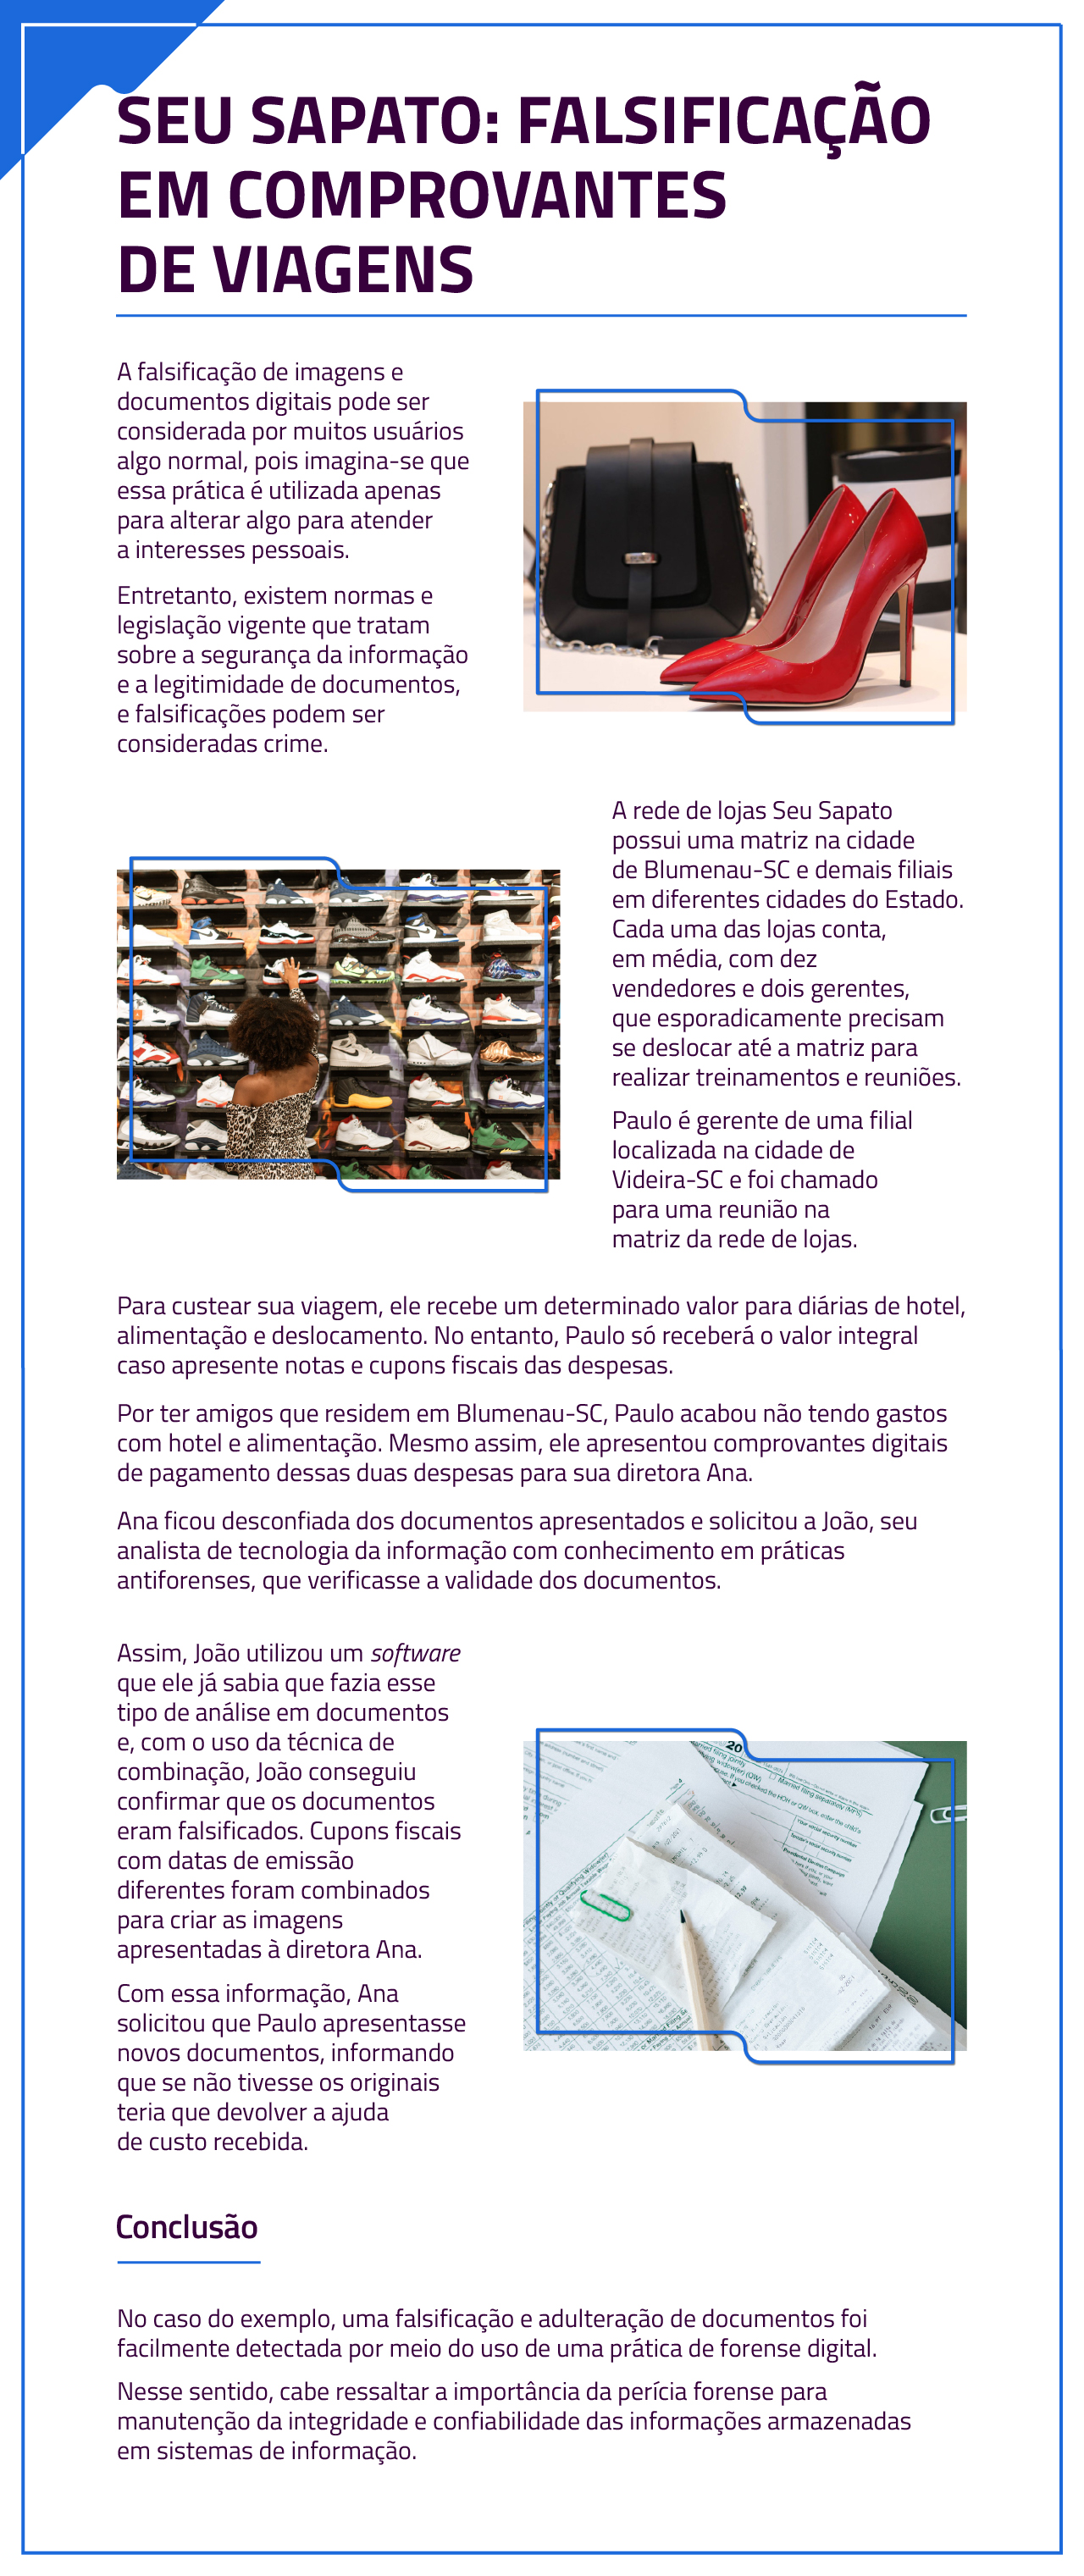 SEU SAPATO: FALSIFICAÇÃO
EM COMPROVANTES
DE VIAGENS
A falsificação de imagens e
documentos digitais pode ser
considerada por muitos usuários
algo normal, pois imagina-se que
essa prática é utilizada apenas
para alterar algo para atender
a interesses pessoais.
Entretanto, existem normas e
legislação vigente que tratam
sobre a segurança da informação
e a legitimidade de documentos,
e falsificações podem ser
consideradas crime.
A rede de lojas Seu Sapato
possui uma matriz na cidade
de Blumenau-SC e demais filiais
em diferentes cidades do Estado.
Cada uma das lojas conta,
em média, com dez
vendedores e dois gerentes,
que esporadicamente precisam
se deslocar até a matriz para
realizar treinamentos e reuniões.
Paulo é gerente de uma filial
localizada na cidade de
Videira-SC e foi chamado
para uma reunião na
matriz da rede de lojas.
Para custear sua viagem, ele recebe um determinado valor para diárias de hotel,
alimentação e deslocamento. No entanto, Paulo só receberá o valor integral
caso apresente notas e cupons fiscais das despesas.
Por ter amigos que residem em Blumenau-SC, Paulo acabou não tendo gastos
com hotel e alimentação. Mesmo assim, ele apresentou comprovantes digitais
de pagamento dessas duas despesas para sua diretora Ana.
Ana ficou desconfiada dos documentos apresentados e solicitou a João, seu
analista de tecnologia da informação com conhecimento em práticas
antiforenses, que verificasse a validade dos documentos.
Assim, João utilizou um software
que ele já sabia que fazia esse
tipo de análise em documentos
e, com o uso da técnica de
combinação, João conseguiu
confirmar que os documentos
eram falsificados. Cupons fiscais
com datas de emissão
diferentes foram combinados
para criar as imagens
apresentadas à diretora Ana.
Com essa informação, Ana
solicitou que Paulo apresentasse
novos documentos, informando
que se não tivesse os originais
teria que devolver a ajuda
de custo recebida.
20
Married filing separately (MFS)
Your social security number
Conclusão
No caso do exemplo, uma falsificação e adulteração de documentos foi
facilmente detectada por meio do uso de uma prática de forense digital.
Nesse sentido, cabe ressaltar a importância da perícia forense para
manutenção da integridade e confiabilidade das informações armazenadas
em sistemas de informação.